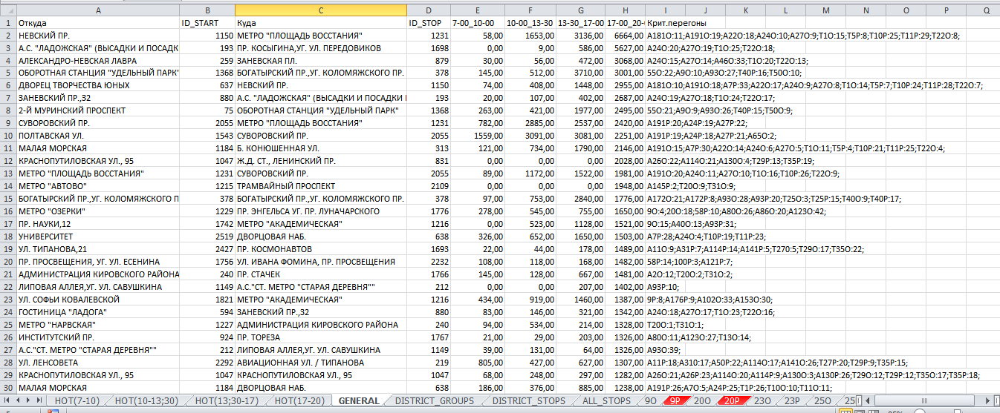 A B C D E F G H I J K L M N O P Q
1 Откуда ID_START Куда ID_STOP 7-00_10-00 10-00_13-30 13-30_17-00 17-00_20- Крит.перегоны
2 НЕВСКИЙ ПР. 1150 МЕТРО "ПЛОЩАДЬ ВОССТАНИЯ" 1231 58,00 1653,00 3136,00 6664,00 А181О:11;А191О:19;А22О:18;А24О:10;А27О:9;Т1О:15;Т5Р:8;Т10Р:25;Т11Р:29;Т22О:8;
3 А.С. "ЛАДОЖСКАЯ" (ВЫСАДКИ И ПОСАДК 193 ПР. КОСЫГИНА,УГ. УЛ. ПЕРЕДОВИКОВ 1698 0,00 9,00 586,00 5627,00 А24О:20;А27О:19;Т1О:25;Т22О:18;
4 АЛЕКСАНДРО-НЕВСКАЯ ЛАВРА 259 ЗАНЕВСКАЯ ПЛ. 879 30,00 56,00 472,00 3068,00 А24О:15;А27О:14;А46О:33;Т1О:20;Т22О:13;
5 ОБОРОТНАЯ СТАНЦИЯ "УДЕЛЬНЫЙ ПАРК" 1368 БОГАТЫРСКИЙ ПР.,УГ. КОЛОМЯЖСКОГО ПР. 378 145,00 512,00 3710,00 3001,00 55О:22;А9О:10;А93О:27;Т40Р:16;Т50О:10;
6 ДВОРЕЦ ТВОРЧЕСТВА ЮНЫХ 637 НЕВСКИЙ ПР. 1150 74,00 408,00 1448,00 2955,00 А181О:10;А191О:18;А7Р:33;А22О:17;А24О:9;А27О:8;Т1О:14;Т5Р:7;Т10Р:24;Т11Р:28;Т22О:7;
7 ЗАНЕВСКИЙ ПР.,32 880 А.С. "ЛАДОЖСКАЯ" (ВЫСАДКИ И ПОСАДКИ 193 20,00 107,00 402,00 2687,00 А24О:19;А27О:18;Т1О:24;Т22О:17;
8 2-Й МУРИНСКИЙ ПРОСПЕКТ 75 ОБОРОТНАЯ СТАНЦИЯ "УДЕЛЬНЫЙ ПАРК" 1368 263,00 421,00 1977,00 2495,00 55О:21;А9О:9;А93О:26;Т40Р:15;Т50О:9;
9 СУВОРОВСКИЙ ПР. 2055 МЕТРО "ПЛОЩАДЬ ВОССТАНИЯ" 1231 782,00 2885,00 2537,00 2420,00 А191Р:20;А24Р:19;А27Р:22;
10 ПОЛТАВСКАЯ УЛ. 1543 СУВОРОВСКИЙ ПР. 2055 1559,00 3091,00 3081,00 2251,00 А191Р:19;А24Р:18;А27Р:21;А65О:2;
11 МАЛАЯ МОРСКАЯ 1184 Б. КОНЮШЕННАЯ УЛ. 313 121,00 734,00 1790,00 2146,00 А191О:15;А7Р:30;А22О:14;А24О:6;А27О:5;Т1О:11;Т5Р:4;Т10Р:21;Т11Р:25;Т22О:4;
12 КРАСНОПУТИЛОВСКАЯ УЛ., 95 1047 Ж.Д. СТ., ЛЕНИНСКИЙ ПР. 831 0,00 0,00 0,00 2028,00 А26О:22;А114О:21;А130О:4;Т29Р:13;Т35Р:19;
13 МЕТРО "ПЛОЩАДЬ ВОССТАНИЯ" 1231 СУВОРОВСКИЙ ПР. 2055 89,00 1172,00 1522,00 1981,00 А191О:20;А24О:11;А27О:10;Т1О:16;Т10Р:26;Т22О:9;
14 МЕТРО "АВТОВО" 1215 ТРАМВАЙНЫЙ ПРОСПЕКТ 2109 0,00 0,00 0,00 1948,00 А145Р:2;Т20О:9;Т31О:9;
15 БОГАТЫРСКИЙ ПР.,УГ. КОЛОМЯЖСКОГО П 378 БОГАТЫРСКИЙ ПР.,УГ. КОЛОМЯЖСКОГО ПР. 378 97,00 753,00 2840,00 1776,00 А172О:21;А172Р:8;А93О:28;А93Р:20;Т25О:3;Т25Р:15;Т40О:9;Т40Р:17;
16 МЕТРО "ОЗЕРКИ" 1229 ПР. ЭНГЕЛЬСА УГ. ПР. ЛУНАЧАРСКОГО 1776 278,00 545,00 755,00 1650,00 9О:4;20О:18;58Р:10;А80О:26;А86О:20;А123О:42;
17 ПР. НАУКИ,12 1742 МЕТРО "АКАДЕМИЧЕСКАЯ" 1216 0,00 523,00 1128,00 1521,00 9О:15;А40О:13;А93Р:31;
18 УНИВЕРСИТЕТ 2519 ДВОРЦОВАЯ НАБ. 638 326,00 652,00 1650,00 1503,00 А7Р:28;А24О:4;Т10Р:19;Т11Р:23;
19 УЛ. ТИПАНОВА,21 2427 ПР. КОСМОНАВТОВ 1693 22,00 44,00 178,00 1489,00 А11О:9;А31Р:7;А114Р:14;А141Р:5;Т27О:5;Т29О:17;Т35О:22;
20 ПР. ПРОСВЕЩЕНИЯ, УГ. УЛ. ЕСЕНИНА 1756 УЛ. ИВАНА ФОМИНА, ПР. ПРОСВЕЩЕНИЯ 2232 108,00 118,00 168,00 1482,00 58Р:14;100Р:3;А121Р:7;
21 АДМИНИСТРАЦИЯ КИРОВСКОГО РАЙОНА 240 ПР. СТАЧЕК 1766 145,00 128,00 667,00 1481,00 А2О:12;Т20О:2;Т31О:2;
22 ЛИПОВАЯ АЛЛЕЯ,УГ. УЛ. САВУШКИНА 1149 А.С."СТ. МЕТРО "СТАРАЯ ДЕРЕВНЯ"" 212 0,00 0,00 207,00 1402,00 А93Р:10;
23 УЛ. СОФЬИ КОВАЛЕВСКОЙ 1821 МЕТРО "АКАДЕМИЧЕСКАЯ" 1216 434,00 919,00 1460,00 1387,00 9Р:8;А176Р:9;А102О:33;А153О:30;
24 ГОСТИНИЦА "ЛАДОГА" 594 ЗАНЕВСКИЙ ПР.,32 880 83,00 146,00 321,00 1342,00 А24О:18;А27О:17;Т1О:23;Т22О:16;
25 МЕТРО "НАРВСКАЯ" 1227 АДМИНИСТРАЦИЯ КИРОВСКОГО РАЙОНА 240 94,00 534,00 214,00 1328,00 Т20О:1;Т31О:1;
26 ИНСТИТУТСКИЙ ПР. 924 ПР. ТОРЕЗА 1767 21,00 29,00 203,00 1326,00 А80О:11;А123О:27;Т13О:14;
27 А.С."СТ. МЕТРО "СТАРАЯ ДЕРЕВНЯ"" 212 ЛИПОВАЯ АЛЛЕЯ,УГ. УЛ. САВУШКИНА 1149 39,00 131,00 64,00 1326,00 А93О:39;
28 УЛ. ЛЕНСОВЕТА 2292 АВИАЦИОННАЯ УЛ. / ТИПАНОВА 219 805,00 427,00 627,00 1307,00 А11Р:18;А31О:17;А50Р:22;А114О:17;А141О:26;Т27Р:20;Т29Р:9;Т35Р:15;
29 КРАСНОПУТИЛОВСКАЯ УЛ., 95 1047 КРАСНОПУТИЛОВСКАЯ УЛ., 95 1047 68,00 248,00 297,00 1282,00 А26О:21;А26Р:23;А114О:20;А114Р:9;А130О:3;А130Р:26;Т29О:12;Т29Р:12;Т35О:17;Т35Р:18;
30 МАЛАЯ МОРСКАЯ 1184 ДВОРЦОВАЯ НАБ. 638 186,00 376,00 885,00 1238,00 А191Р:26;А7О:5;А24Р:25;Т1Р:26;Т10О:10;Т11О:11;
HOT(7-10) HOT(10-13;30) HOT(13;30-17) HOT(17-20) GENERAL DISTRICT_GROUPS DISTRICT_STOPS ALL_STOPS 9О 9Р 20О 20Р 23О 23Р 25О 25